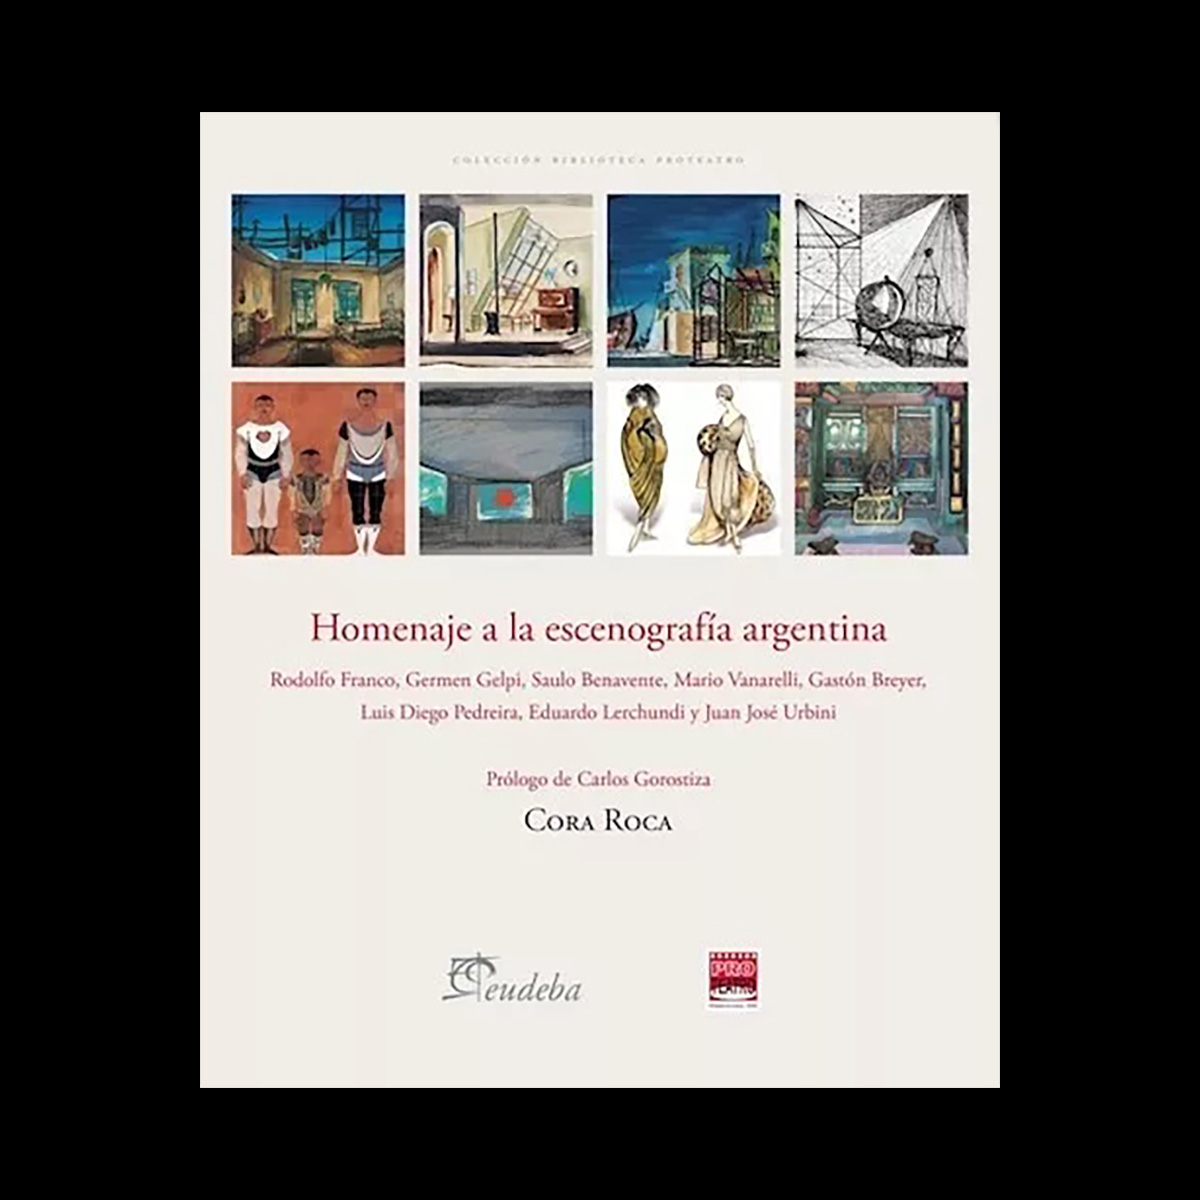 COLECCIÓN BIBLIOTECA PROTEATRO
Homenaje a la escenografía argentina
Rodolfo Franco, Germen Gelpi, Saulo Benavente, Mario Vanarelli, Gastón Breyer,
Luis Diego Pedreira, Eduardo Lerchundi y Juan José Urbini
Prólogo de Carlos Gorostiza
CORA ROCA
eudeba
PRO
TEATRO